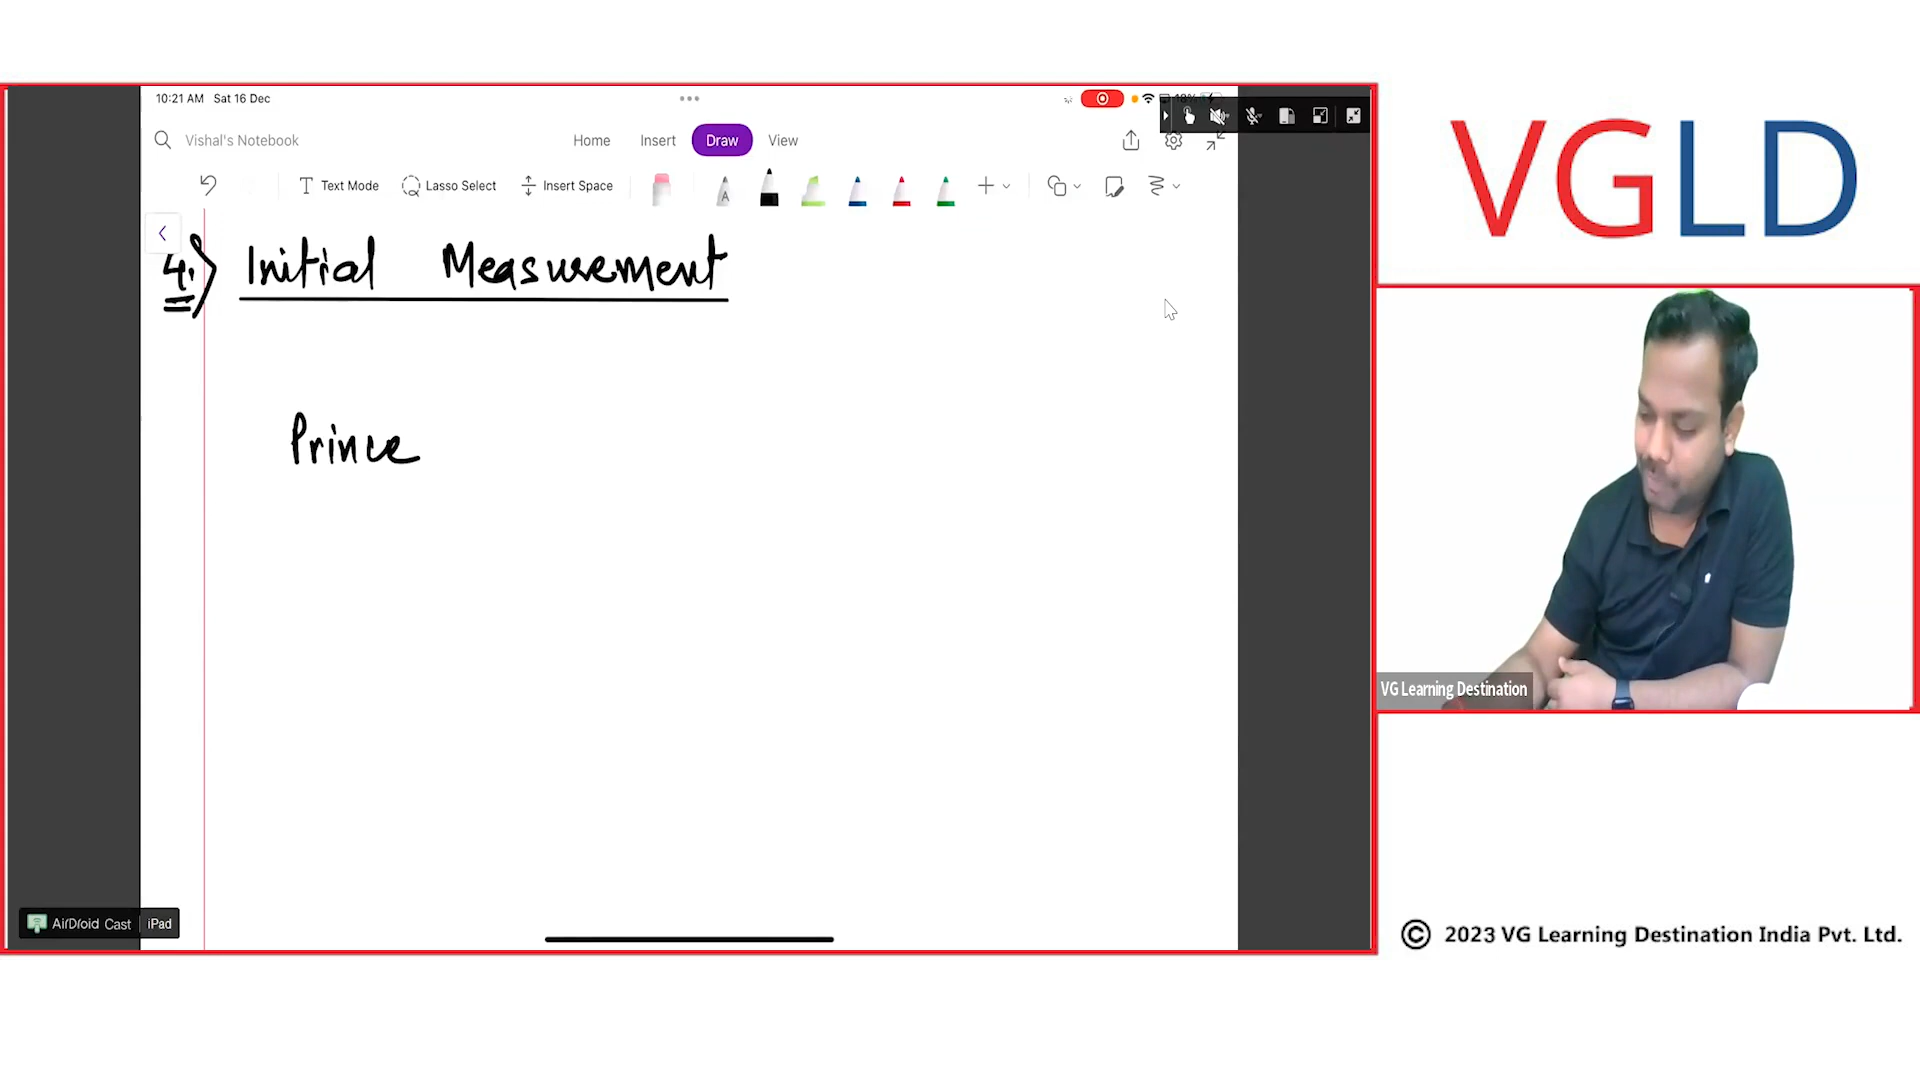 10:21 AM Sat 16 Dec
18%
Vishal's Notebook
Home Insert Draw View
Text Mode Lasso Select Insert Space
A
4. Initial Measurement
Prince
AirDroid Cast iPad
VGLD
VG Learning Destination
© 2023 VG Learning Destination India Pvt. Ltd.